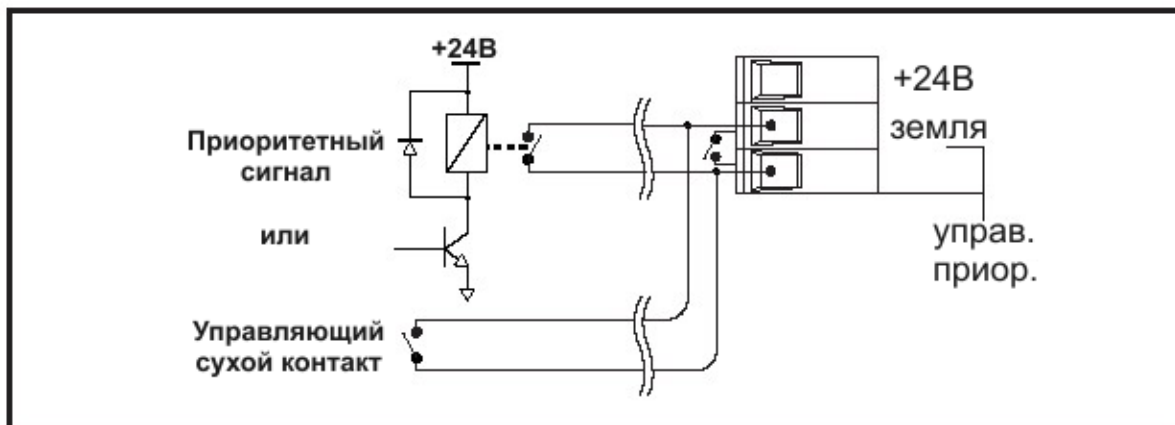 +24В
Приоритетный
сигнал
или
Управляющий
сухой контакт
+24В
земля
управ.
приор.